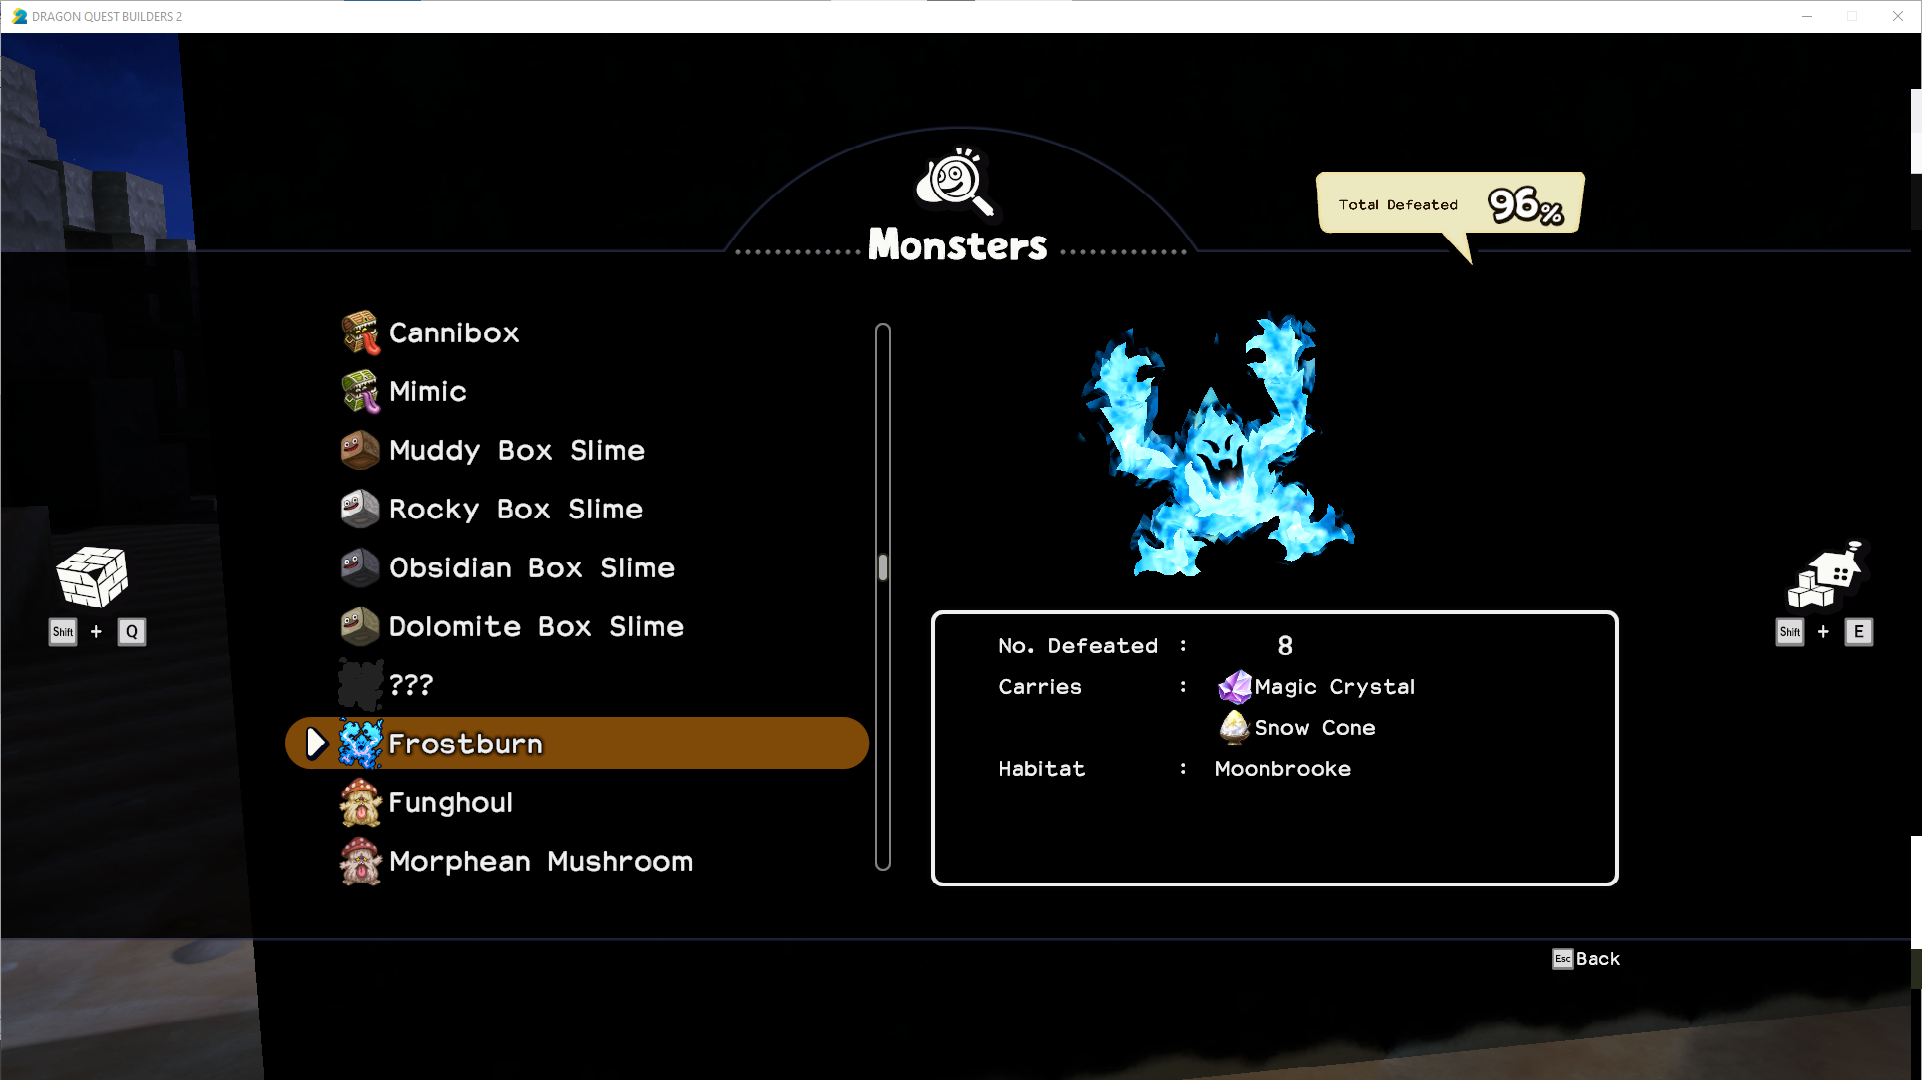 DRAGON QUEST BUILDERS 2
Monsters
Total Defeated 96%
Cannibox
Mimic
Muddy Box Slime
Rocky Box Slime
Obsidian Box Slime
Dolomite Box Slime
???
Frostburn
Funghoul
Morphean Mushroom
No. Defeated : 8
Carries : Magic Crystal
Snow Cone
Habitat : Moonbrooke
Shift + Q
Shift + E
Esc Back